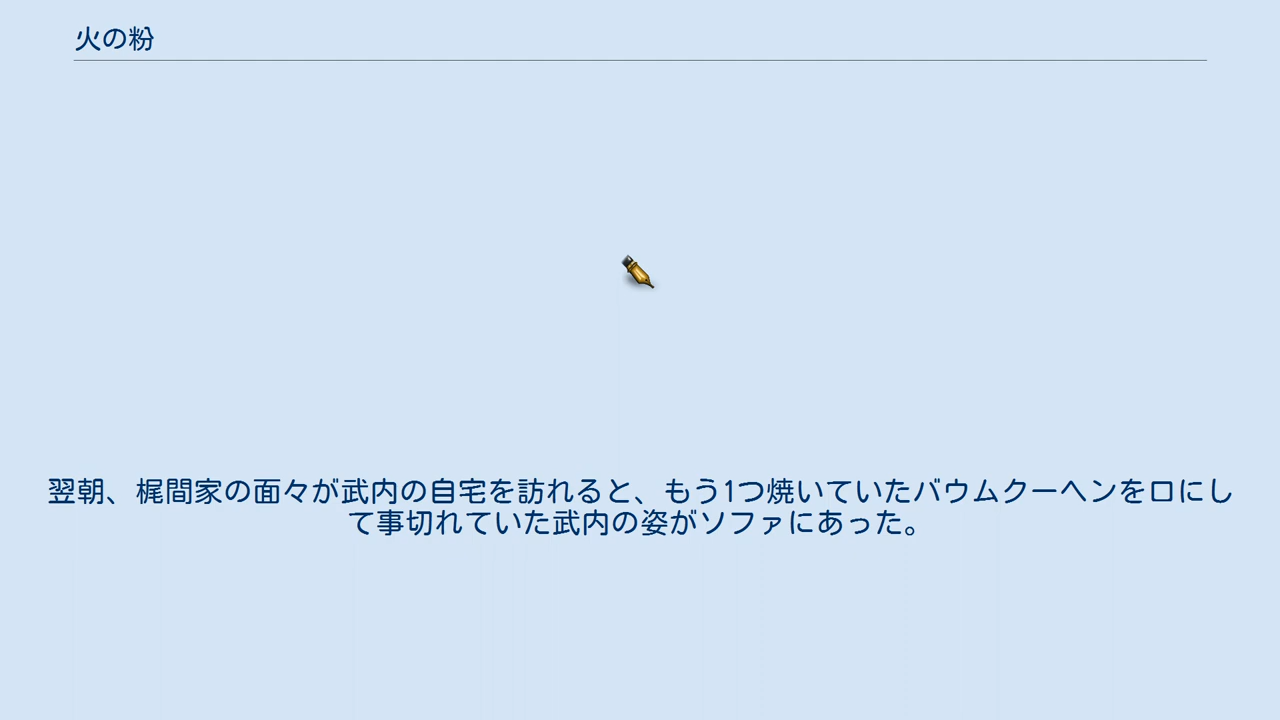 火の粉
翌朝、梶間家の面々が武内の自宅を訪れると、もう1つ焼いていたバウムクーヘンを口にし
て事切れていた武内の姿がソファにあった。